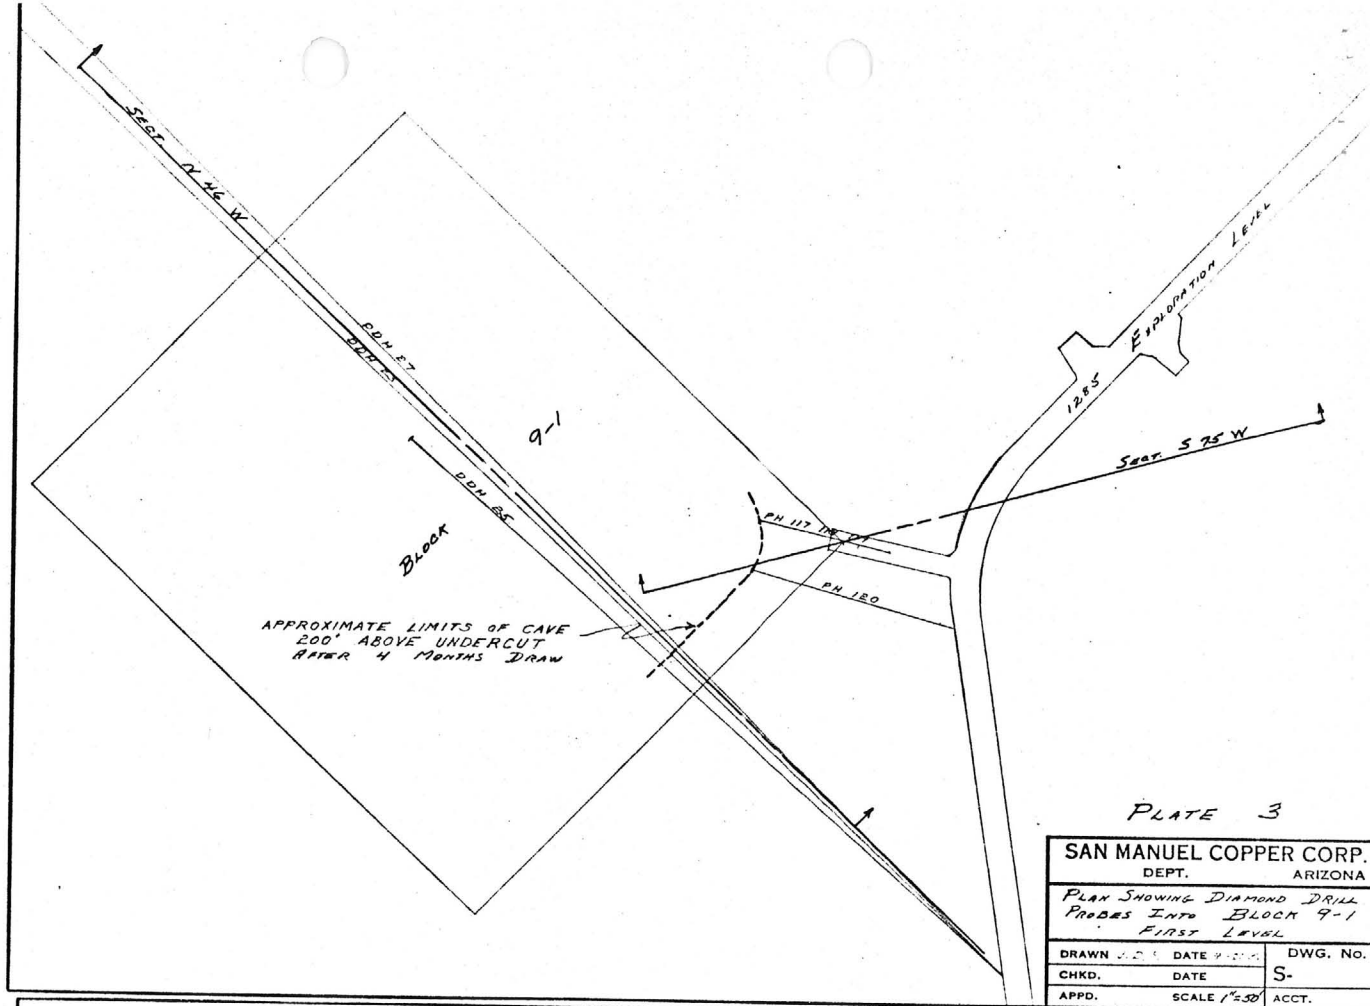 SECT. N 46 W
DDH 27
DDH
DDH 25
9-1
BLOCK
APPROXIMATE LIMITS OF CAVE
200' ABOVE UNDERCUT
AFTER 4 MONTHS DRAW
PH 117
PH 120
1285
EXPLORATION LEVEL
SECT. S 75 W
PLATE 3
SAN MANUEL COPPER CORP.
DEPT. ARIZONA
PLAN SHOWING DIAMOND DRILL
PROBES INTO BLOCK 9-1
FIRST LEVEL
DRAWN DATE DWG. No.
CHKD. DATE S-
APPD. SCALE 1"=50' ACCT.